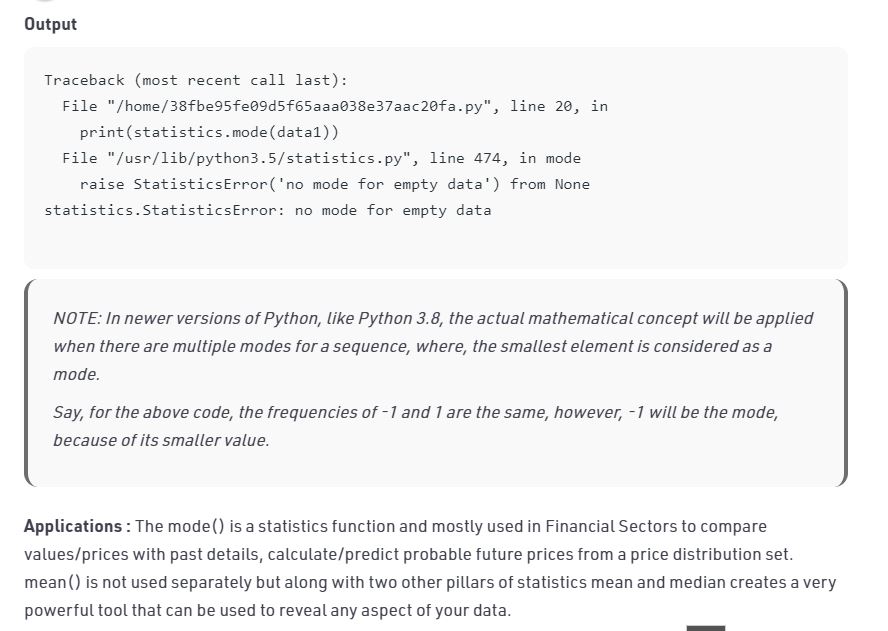 Output
Traceback (most recent call last):
  File "/home/38fbe95fe09d5f65aaa038e37aac20fa.py", line 20, in
    print(statistics.mode(data1))
  File "/usr/lib/python3.5/statistics.py", line 474, in mode
    raise StatisticsError('no mode for empty data') from None
statistics.StatisticsError: no mode for empty data
NOTE: In newer versions of Python, like Python 3.8, the actual mathematical concept will be applied
when there are multiple modes for a sequence, where, the smallest element is considered as a
mode.
Say, for the above code, the frequencies of -1 and 1 are the same, however, -1 will be the mode,
because of its smaller value.
Applications : The mode() is a statistics function and mostly used in Financial Sectors to compare
values/prices with past details, calculate/predict probable future prices from a price distribution set.
mean() is not used separately but along with two other pillars of statistics mean and median creates a very
powerful tool that can be used to reveal any aspect of your data.